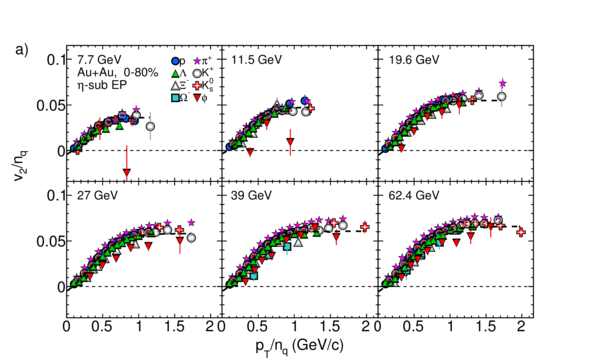 a)
7.7 GeV
Au+Au, 0-80%
η-sub EP
p π⁺
Λ K⁺
Ξ⁻ K⁰ₛ
Ω⁻ φ
11.5 GeV
19.6 GeV
0.1
0.05
0
27 GeV
39 GeV
62.4 GeV
0.1
0.05
0
v₂/n_q
0 0.5 1 1.5 2 0 0.5 1 1.5 2 0 0.5 1 1.5 2
p_T/n_q (GeV/c)